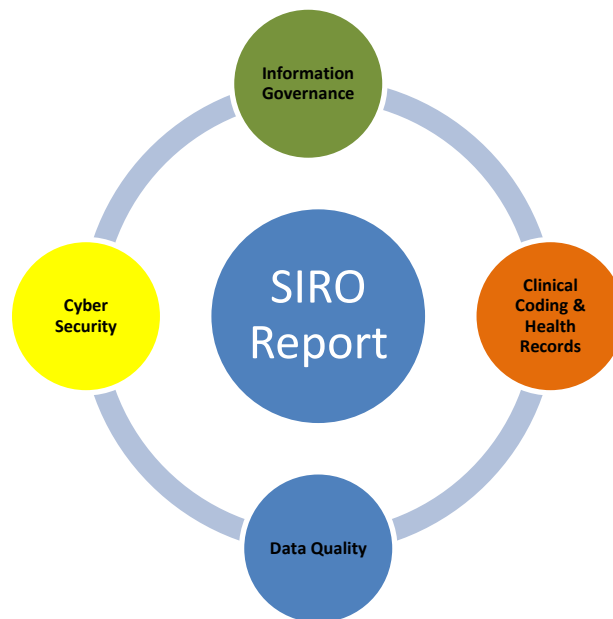 Information
Governance
Cyber
Security
SIRO
Report
Clinical
Coding &
Health
Records
Data Quality